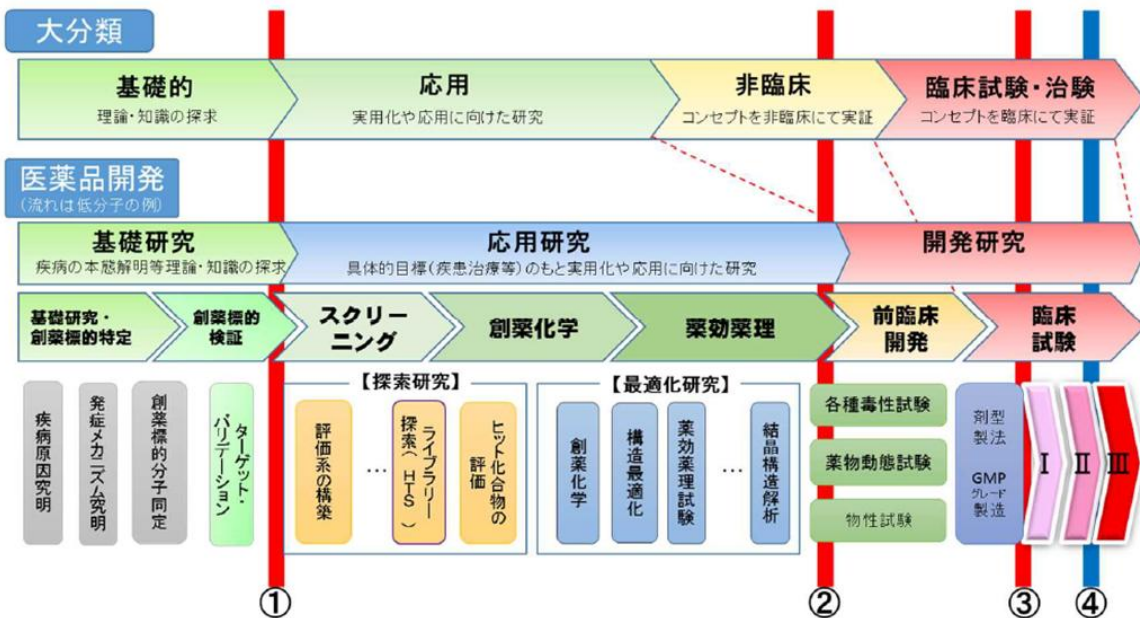 大分類
基礎的
理論・知識の探求
応用
実用化や応用に向けた研究
非臨床
コンセプトを非臨床にて実証
臨床試験・治験
コンセプトを臨床にて実証
医薬品開発
(流れは低分子の例)
基礎研究
疾病の本態解明等理論・知識の探求
応用研究
具体的目標(疾患治療等)のもと実用化や応用に向けた研究
開発研究
基礎研究・
創薬標的特定
創薬標的
検証
スクリー
ニング
創薬化学
薬効薬理
前臨床
開発
臨床
試験
疾病原因究明
発症メカニズム究明
創薬標的分子同定
ターゲット・
バリデーション
【探索研究】
評価系の構築
…
ライブラリー
探索(HTS)
ヒット化合物の
評価
【最適化研究】
創薬化学
構造最適化
薬効薬理試験
…
結晶構造解析
各種毒性試験
薬物動態試験
物性試験
剤型
製法
GMP
グレード
製造
Ⅰ
Ⅱ
Ⅲ
①
②
③
④